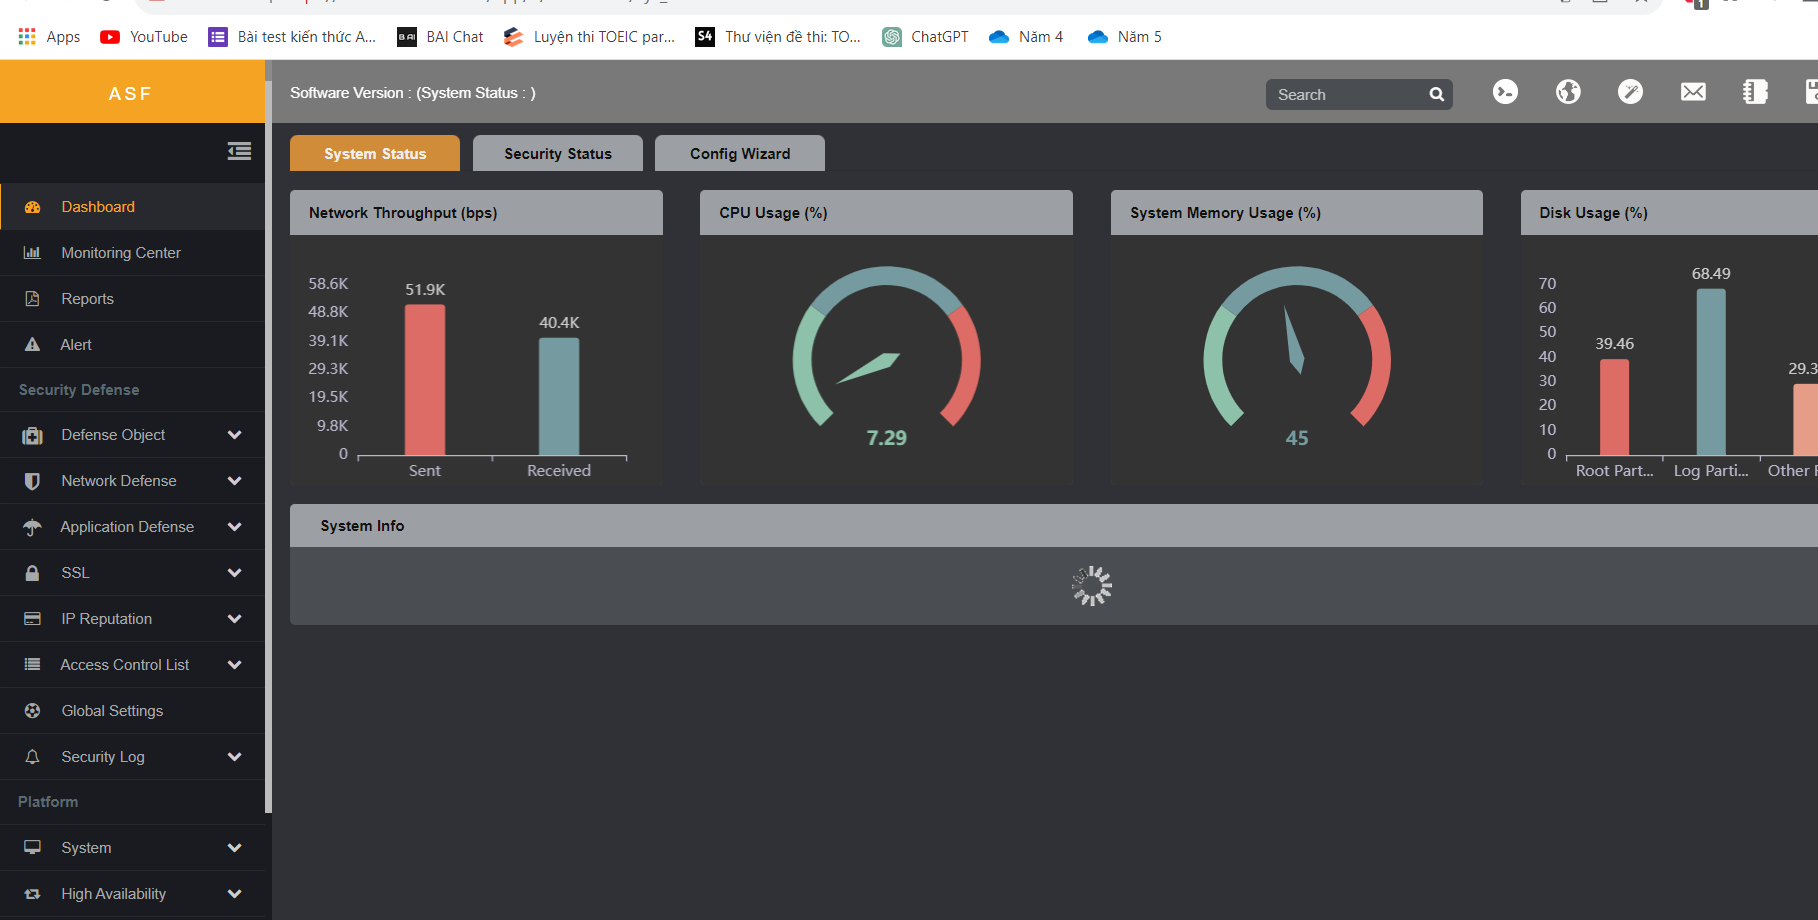 Apps YouTube Bài test kiến thức A... BAI Chat Luyện thi TOEIC par... S4 Thư viện đề thi: TO... ChatGPT Năm 4 Năm 5
ASF
Software Version : (System Status : )
Search
System Status Security Status Config Wizard
Dashboard
Monitoring Center
Reports
Alert
Security Defense
Defense Object
Network Defense
Application Defense
SSL
IP Reputation
Access Control List
Global Settings
Security Log
Platform
System
High Availability
Network Throughput (bps)
58.6K
48.8K
39.1K
29.3K
19.5K
9.8K
0
51.9K
40.4K
Sent Received
CPU Usage (%)
7.29
System Memory Usage (%)
45
Disk Usage (%)
70
60
50
40
30
20
10
0
39.46
68.49
29.3
Root Part... Log Parti... Other
System Info